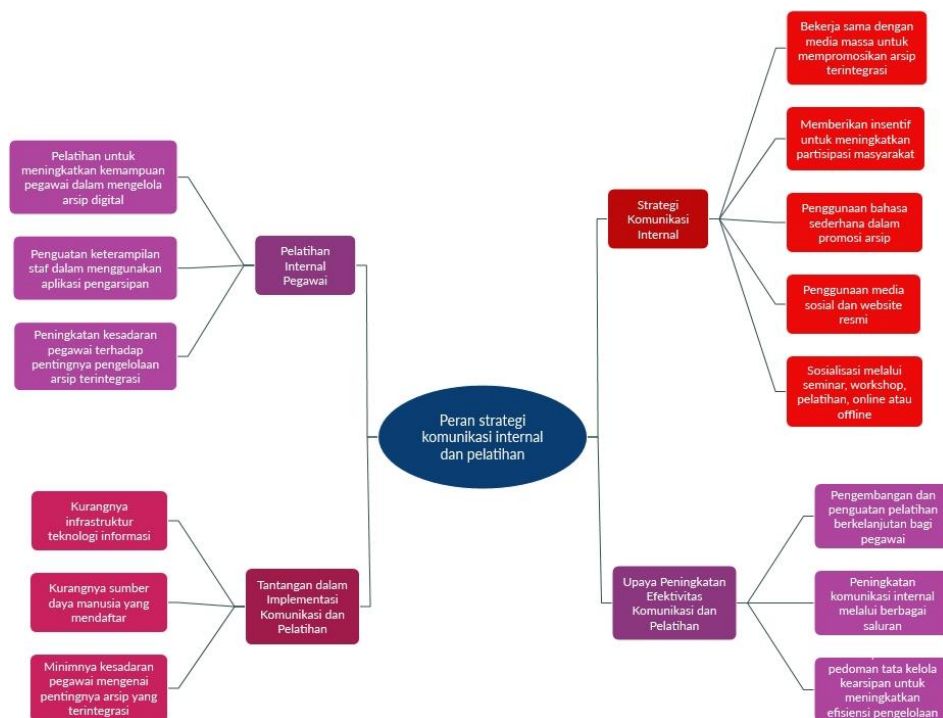 Peran strategi
komunikasi internal
dan pelatihan
Pelatihan
Internal
Pegawai
Pelatihan untuk
meningkatkan kemampuan
pegawai dalam mengelola
arsip digital
Penguatan keterampilan
staf dalam menggunakan
aplikasi pengarsipan
Peningkatan kesadaran
pegawai terhadap
pentingnya pengelolaan
arsip terintegrasi
Tantangan dalam
Implementasi
Komunikasi dan
Pelatihan
Kurangnya
infrastruktur
teknologi informasi
Kurangnya sumber
daya manusia yang
mendaftar
Minimnya kesadaran
pegawai mengenai
pentingnya arsip yang
terintegrasi
Strategi
Komunikasi
Internal
Bekerja sama dengan
media massa untuk
mempromosikan arsip
terintegrasi
Memberikan insentif
untuk meningkatkan
partisipasi masyarakat
Penggunaan bahasa
sederhana dalam
promosi arsip
Penggunaan media
sosial dan website
resmi
Sosialisasi melalui
seminar, workshop,
pelatihan, online atau
offline
Upaya Peningkatan
Efektivitas
Komunikasi dan
Pelatihan
Pengembangan dan
penguatan pelatihan
berkelanjutan bagi
pegawai
Peningkatan
komunikasi internal
melalui berbagai
saluran
pedoman tata kelola
kearsipan untuk
meningkatkan
efisiensi pengelolaan